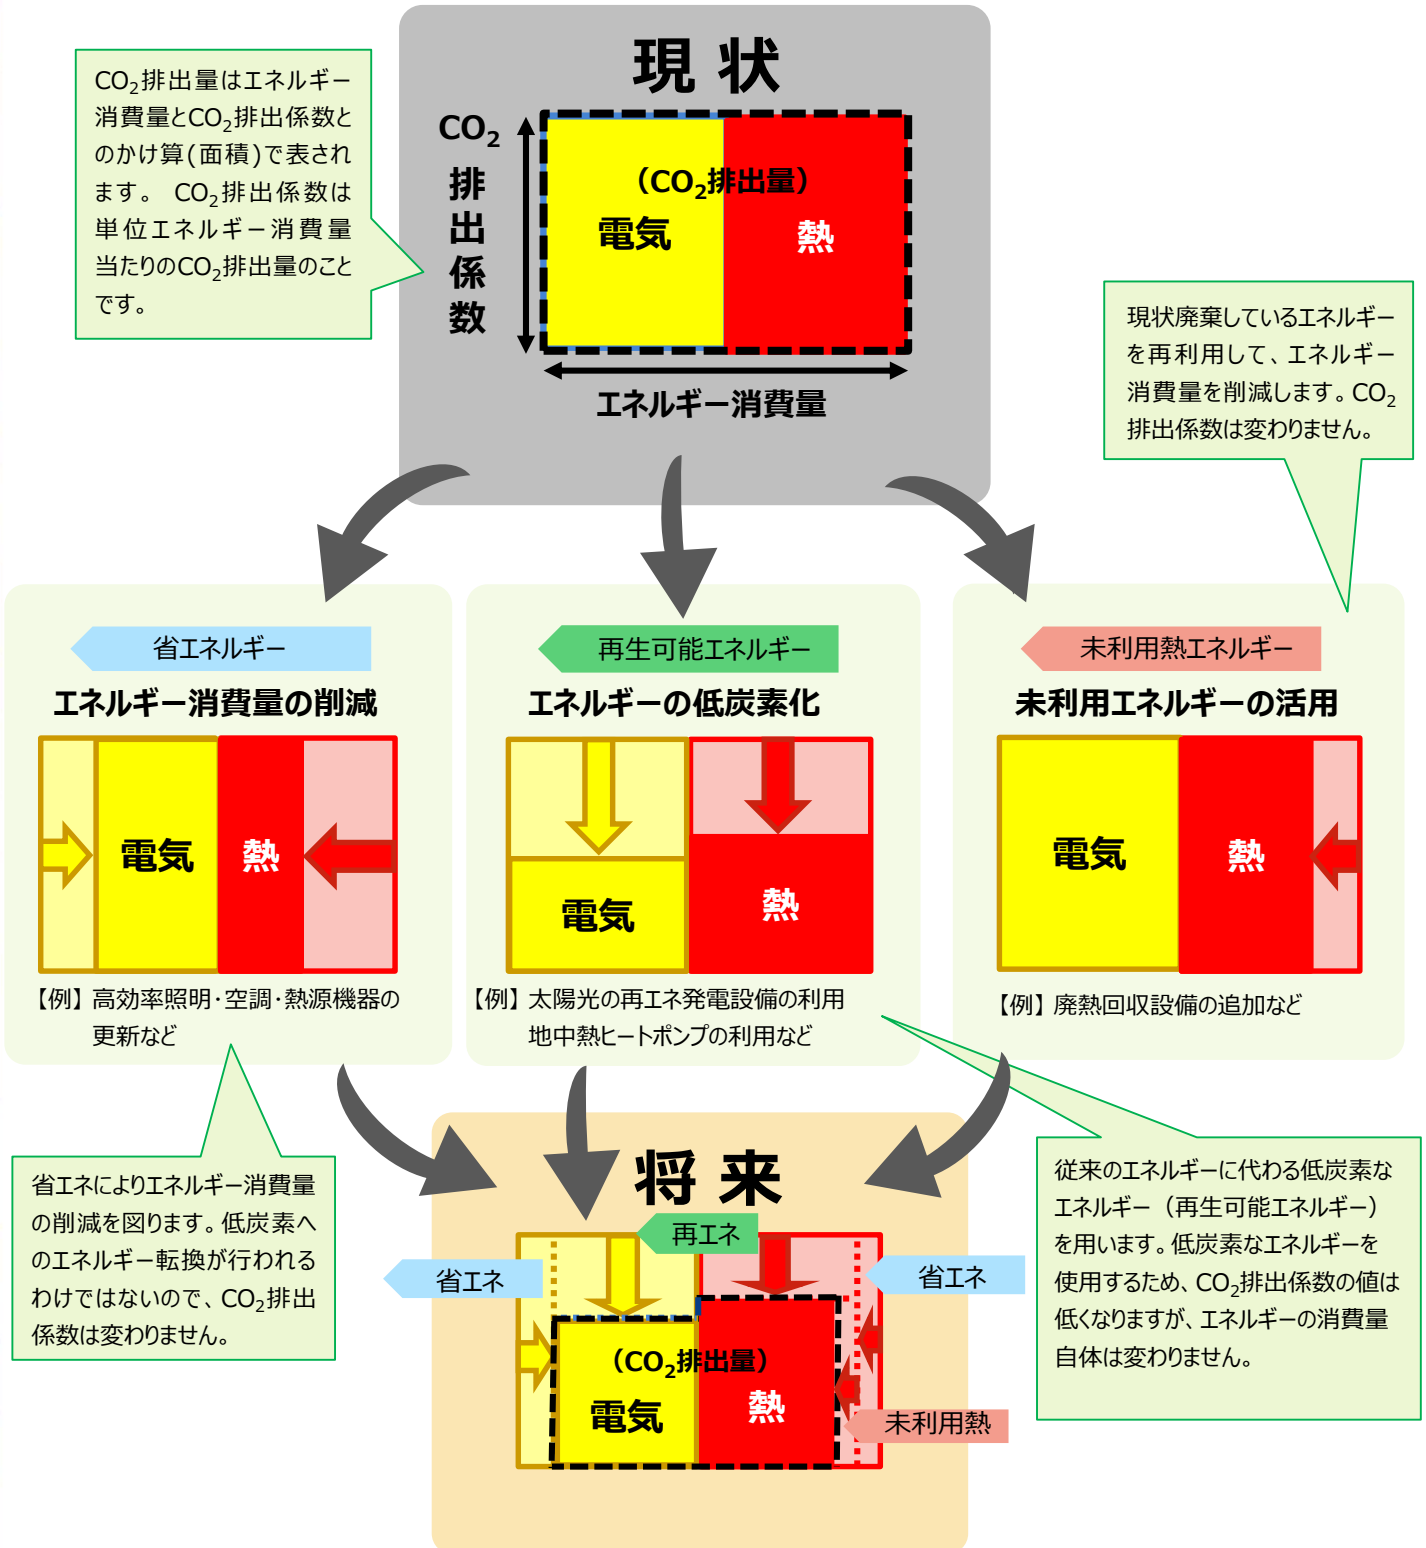 現 状
CO₂排出量はエネルギー
消費量とCO₂排出係数と
のかけ算(面積)で表され
ます。 CO₂排出係数は
単位エネルギー消費量
当たりのCO₂排出量のこと
です。
CO₂
排
出
係
数
（CO₂排出量）
電気
熱
エネルギー消費量
現状廃棄しているエネルギー
を再利用して、エネルギー
消費量を削減します。CO₂
排出係数は変わりません。
省エネルギー
エネルギー消費量の削減
電気
熱
【例】 高効率照明・空調・熱源機器の
更新など
再生可能エネルギー
エネルギーの低炭素化
電気
熱
【例】 太陽光の再エネ発電設備の利用
地中熱ヒートポンプの利用など
未利用熱エネルギー
未利用エネルギーの活用
電気
熱
【例】 廃熱回収設備の追加など
省エネによりエネルギー消費量
の削減を図ります。低炭素へ
のエネルギー転換が行われる
わけではないので、CO₂排出
係数は変わりません。
将 来
再エネ
省エネ
省エネ
（CO₂排出量）
電気
熱
未利用熱
従来のエネルギーに代わる低炭素な
エネルギー（再生可能エネルギー）
を用います。低炭素なエネルギーを
使用するため、CO₂排出係数の値は
低くなりますが、エネルギーの消費量
自体は変わりません。